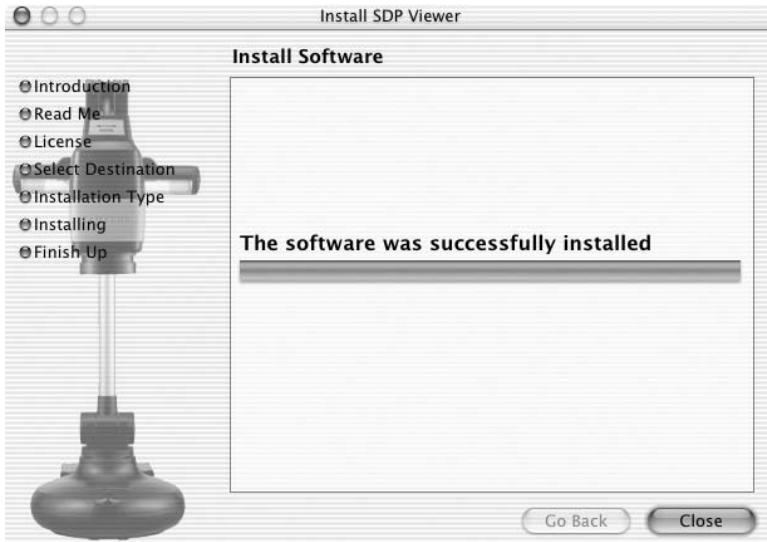 Install SDP Viewer
Install Software
Introduction
Read Me
License
Select Destination
Installation Type
Installing
Finish Up
The software was successfully installed
Go Back
Close